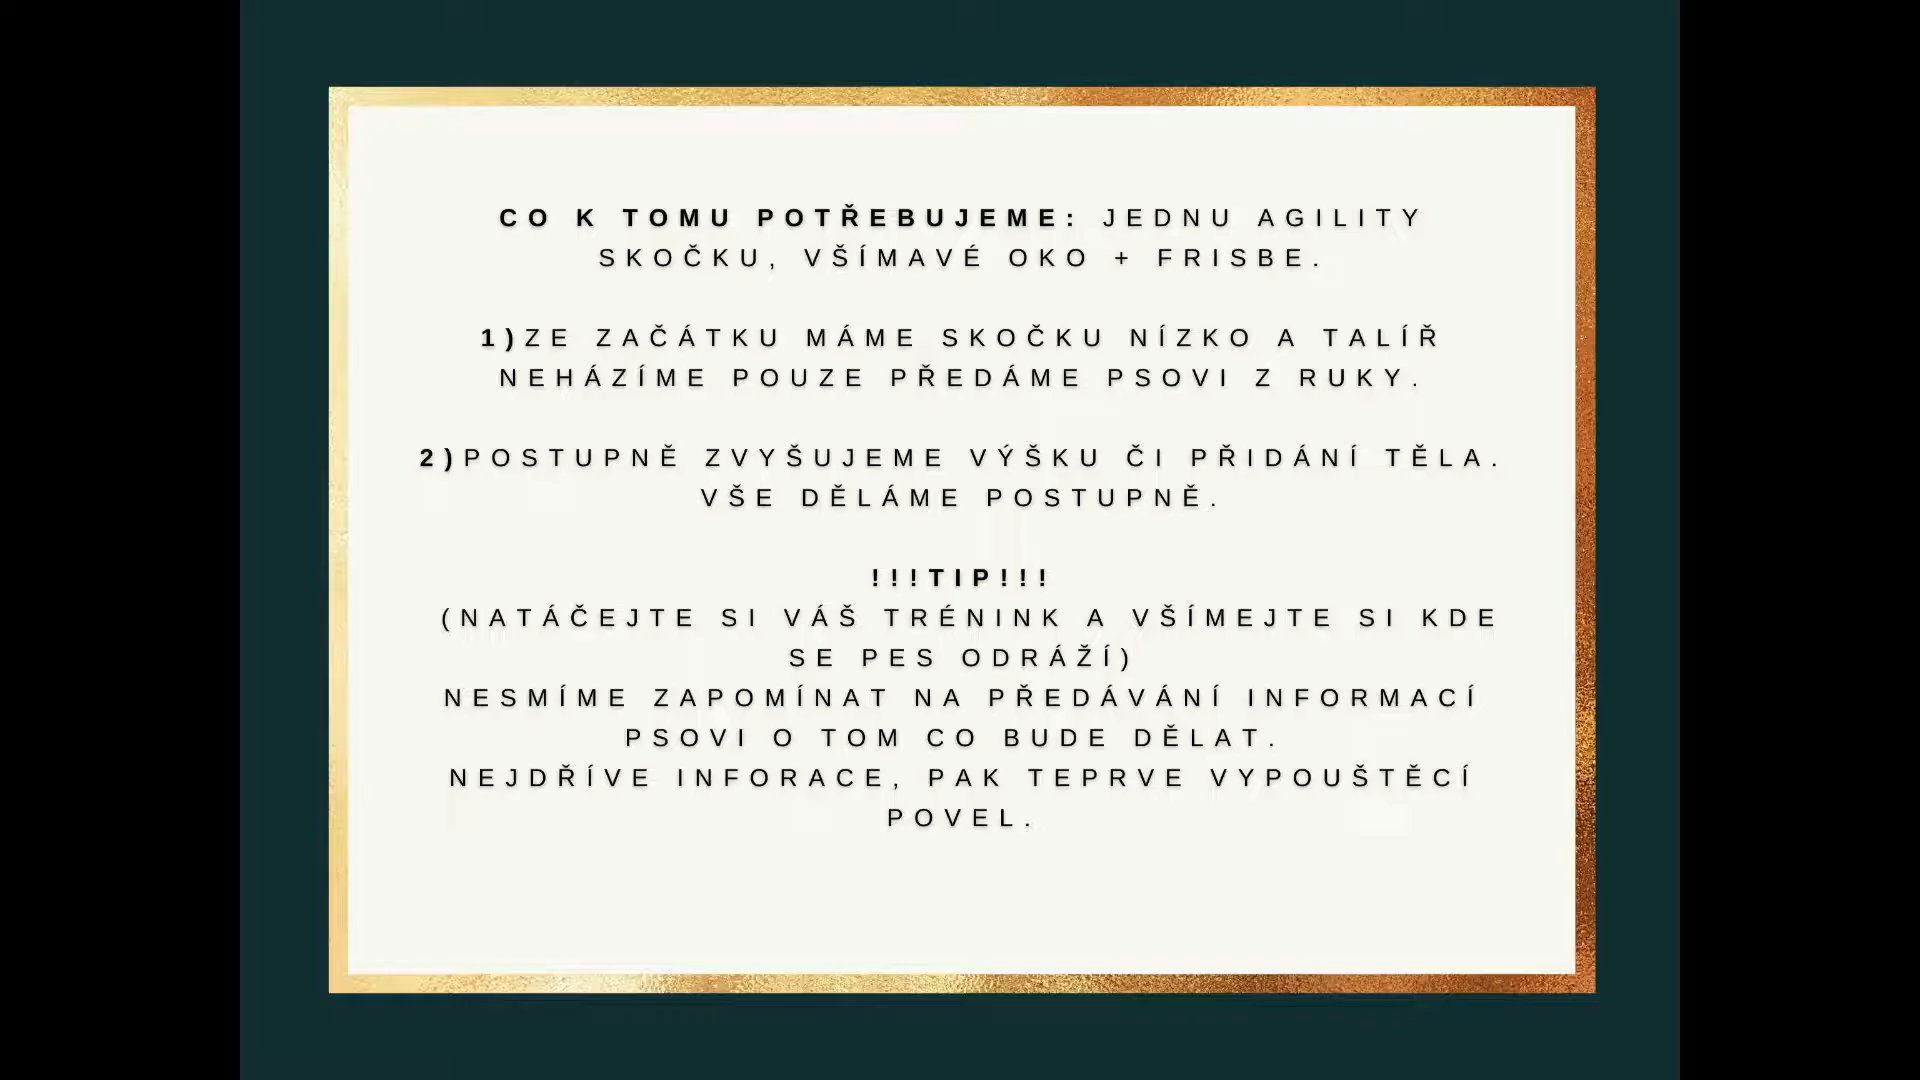 CO K TOMU POTŘEBUJEME: JEDNU AGILITY
SKOČKU, VŠÍMAVÉ OKO + FRISBE.
1)ZE ZAČÁTKU MÁME SKOČKU NÍZKO A TALÍŘ
NEHÁZÍME POUZE PŘEDÁME PSOVI Z RUKY.
2)POSTUPNĚ ZVYŠUJEME VÝŠKU ČI PŘIDÁNÍ TĚLA.
VŠE DĚLÁME POSTUPNĚ.
!!!TIP!!!
(NATÁČEJTE SI VÁŠ TRÉNINK A VŠÍMEJTE SI KDE
SE PES ODRÁŽÍ)
NESMÍME ZAPOMÍNAT NA PŘEDÁVÁNÍ INFORMACÍ
PSOVI O TOM CO BUDE DĚLAT.
NEJDŘÍVE INFORACE, PAK TEPRVE VYPOUŠTĚCÍ
POVEL.